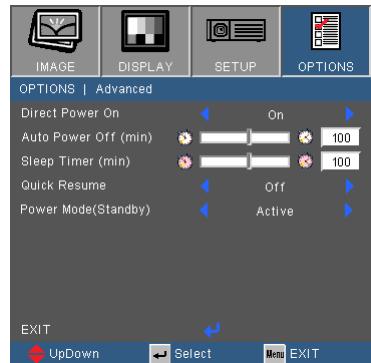 IMAGE DISPLAY SETUP OPTIONS
OPTIONS | Advanced
Direct Power On On
Auto Power Off (min) 100
Sleep Timer (min) 100
Quick Resume Off
Power Mode(Standby) Active
EXIT
UpDown Select Menu EXIT